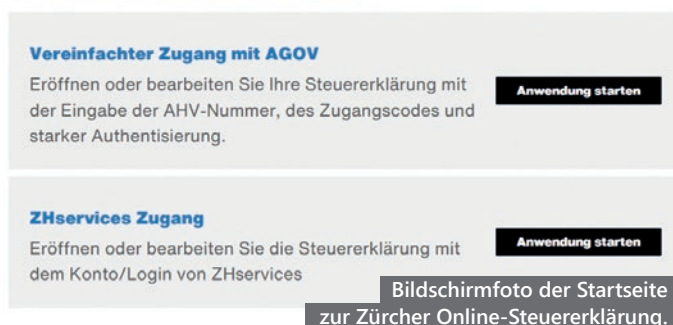 Vereinfachter Zugang mit AGOV
Eröffnen oder bearbeiten Sie Ihre Steuererklärung mit
der Eingabe der AHV-Nummer, des Zugangscodes und
starker Authentisierung.
Anwendung starten
ZHservices Zugang
Eröffnen oder bearbeiten Sie die Steuererklärung mit
dem Konto/Login von ZHservices
Anwendung starten
Bildschirmfoto der Startseite
zur Zürcher Online-Steuererklärung.